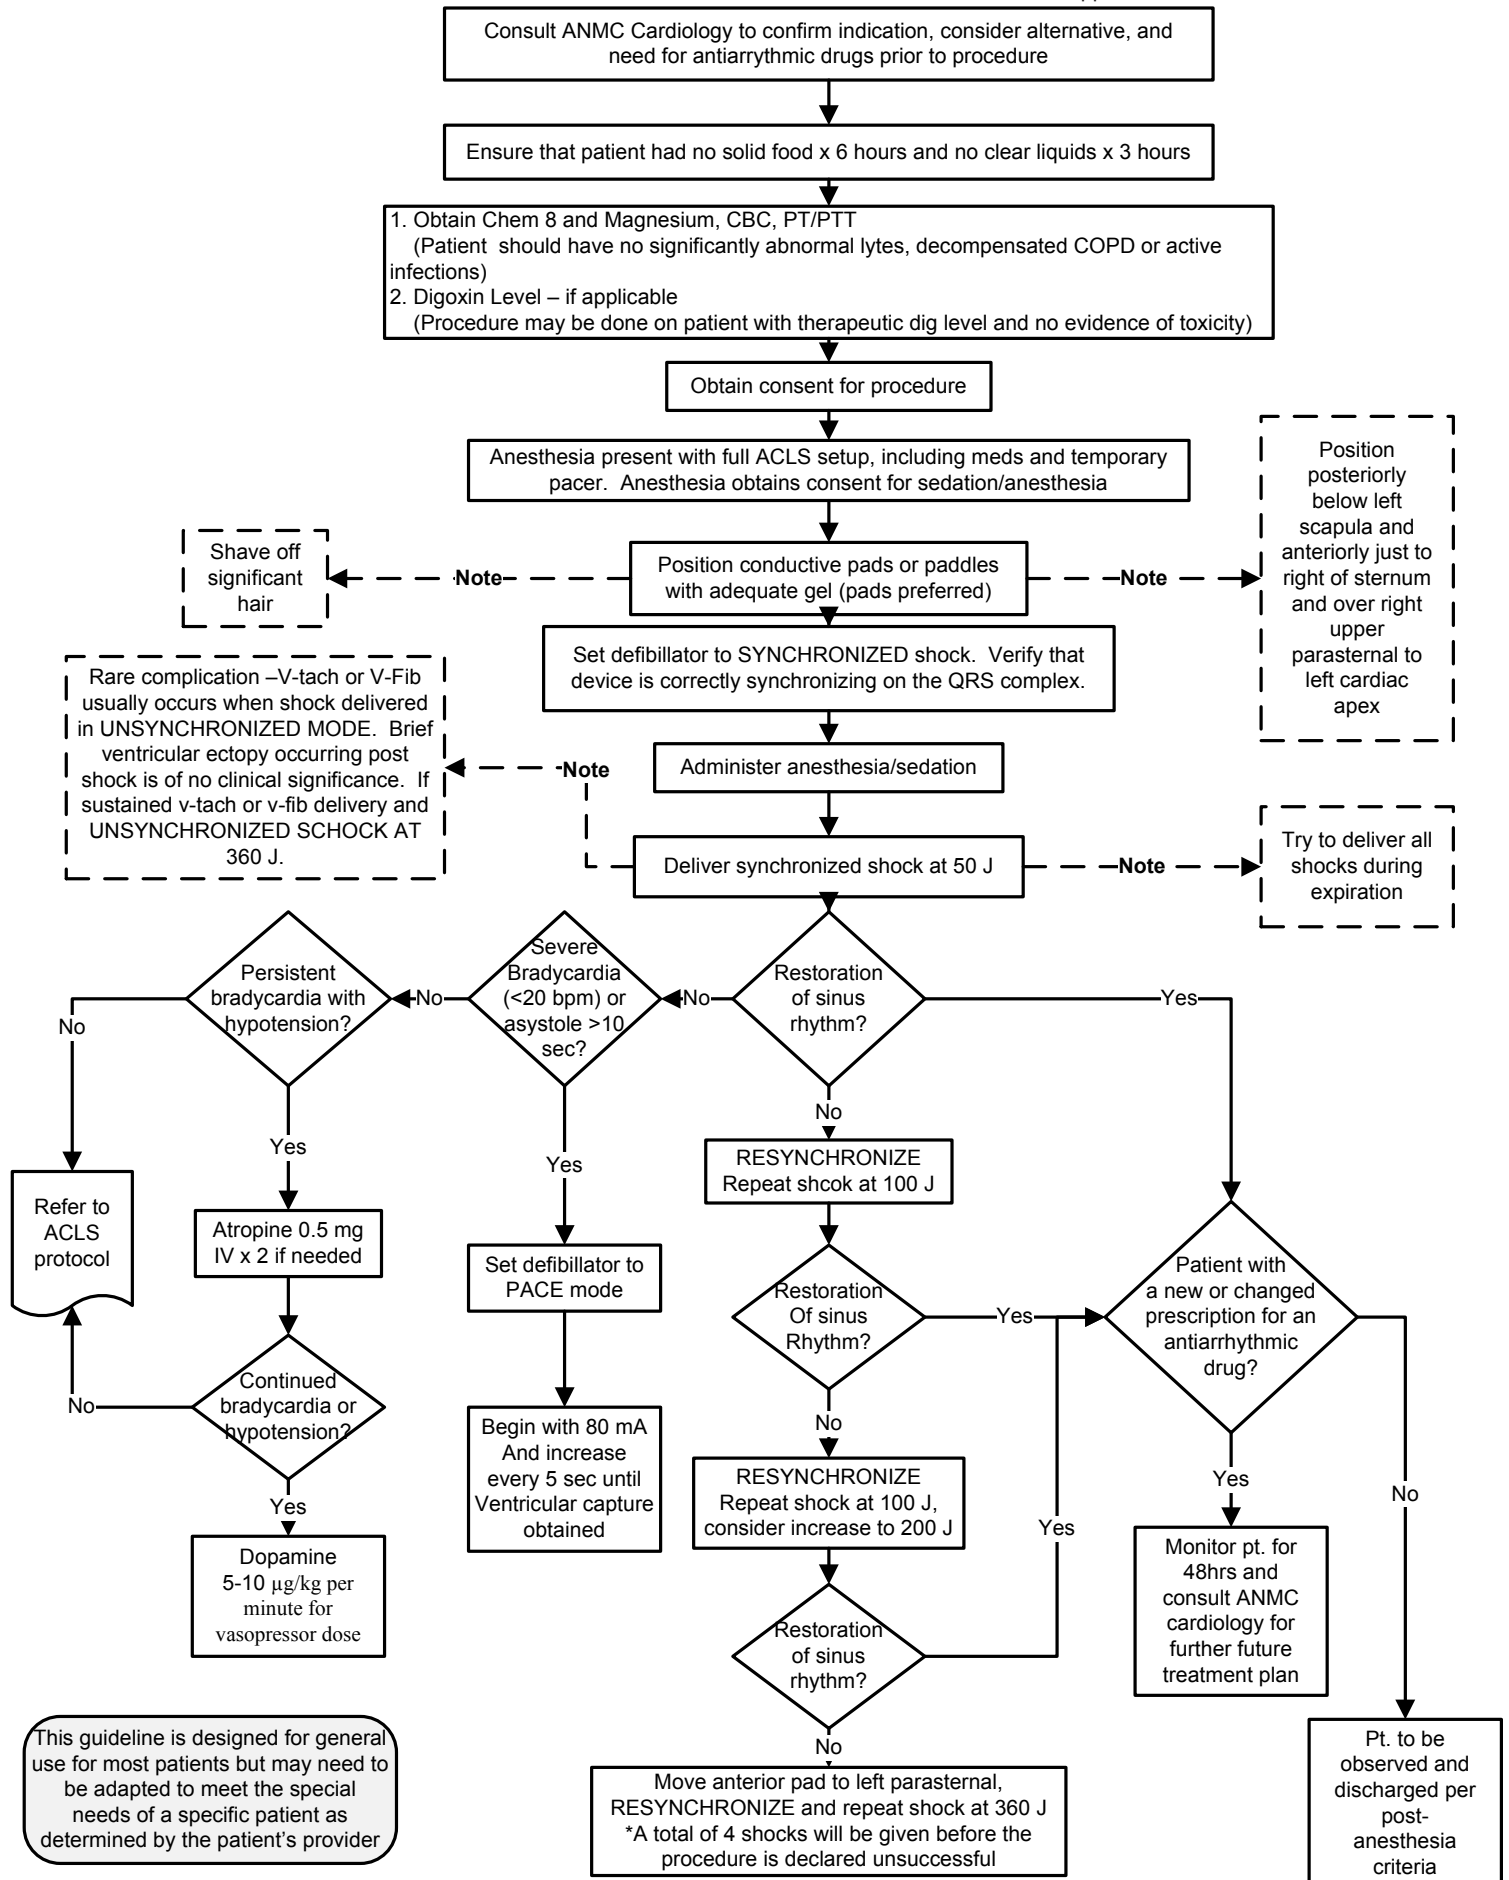 Consult ANMC Cardiology to confirm indication, consider alternative, and
need for antiarrythmic drugs prior to procedure
Ensure that patient had no solid food x 6 hours and no clear liquids x 3 hours
1. Obtain Chem 8 and Magnesium, CBC, PT/PTT
(Patient should have no significantly abnormal lytes, decompensated COPD or active
infections)
2. Digoxin Level – if applicable
(Procedure may be done on patient with therapeutic dig level and no evidence of toxicity)
Obtain consent for procedure
Anesthesia present with full ACLS setup, including meds and temporary
pacer. Anesthesia obtains consent for sedation/anesthesia
Shave off
significant
hair
Note
Position conductive pads or paddles
with adequate gel (pads preferred)
Note
Position
posteriorly
below left
scapula and
anteriorly just to
right of sternum
and over right
upper
parasternal to
left cardiac
apex
Set defibillator to SYNCHRONIZED shock. Verify that
device is correctly synchronizing on the QRS complex.
Rare complication –V-tach or V-Fib
usually occurs when shock delivered
in UNSYNCHRONIZED MODE. Brief
ventricular ectopy occurring post
shock is of no clinical significance. If
sustained v-tach or v-fib delivery and
UNSYNCHRONIZED SCHOCK AT
360 J.
Note
Administer anesthesia/sedation
Deliver synchronized shock at 50 J
Note
Try to deliver all
shocks during
expiration
Persistent
bradycardia with
hypotension?
No
Severe
Bradycardia
(<20 bpm) or
asystole >10
sec?
No
Restoration
of sinus
rhythm?
Yes
No
Yes
Yes
No
Refer to
ACLS
protocol
Atropine 0.5 mg
IV x 2 if needed
Set defibillator to
PACE mode
RESYNCHRONIZE
Repeat shcok at 100 J
Restoration
Of sinus
Rhythm?
Yes
Patient with
a new or changed
prescription for an
antiarrhythmic
drug?
No
Continued
bradycardia or
hypotension?
Begin with 80 mA
And increase
every 5 sec until
Ventricular capture
obtained
No
RESYNCHRONIZE
Repeat shock at 100 J,
consider increase to 200 J
Yes
Yes
No
Yes
Dopamine
5-10 µg/kg per
minute for
vasopressor dose
Restoration
of sinus
rhythm?
Monitor pt. for
48hrs and
consult ANMC
cardiology for
further future
treatment plan
No
This guideline is designed for general
use for most patients but may need to
be adapted to meet the special
needs of a specific patient as
determined by the patient's provider
Move anterior pad to left parasternal,
RESYNCHRONIZE and repeat shock at 360 J
*A total of 4 shocks will be given before the
procedure is declared unsuccessful
Pt. to be
observed and
discharged per
post-
anesthesia
criteria